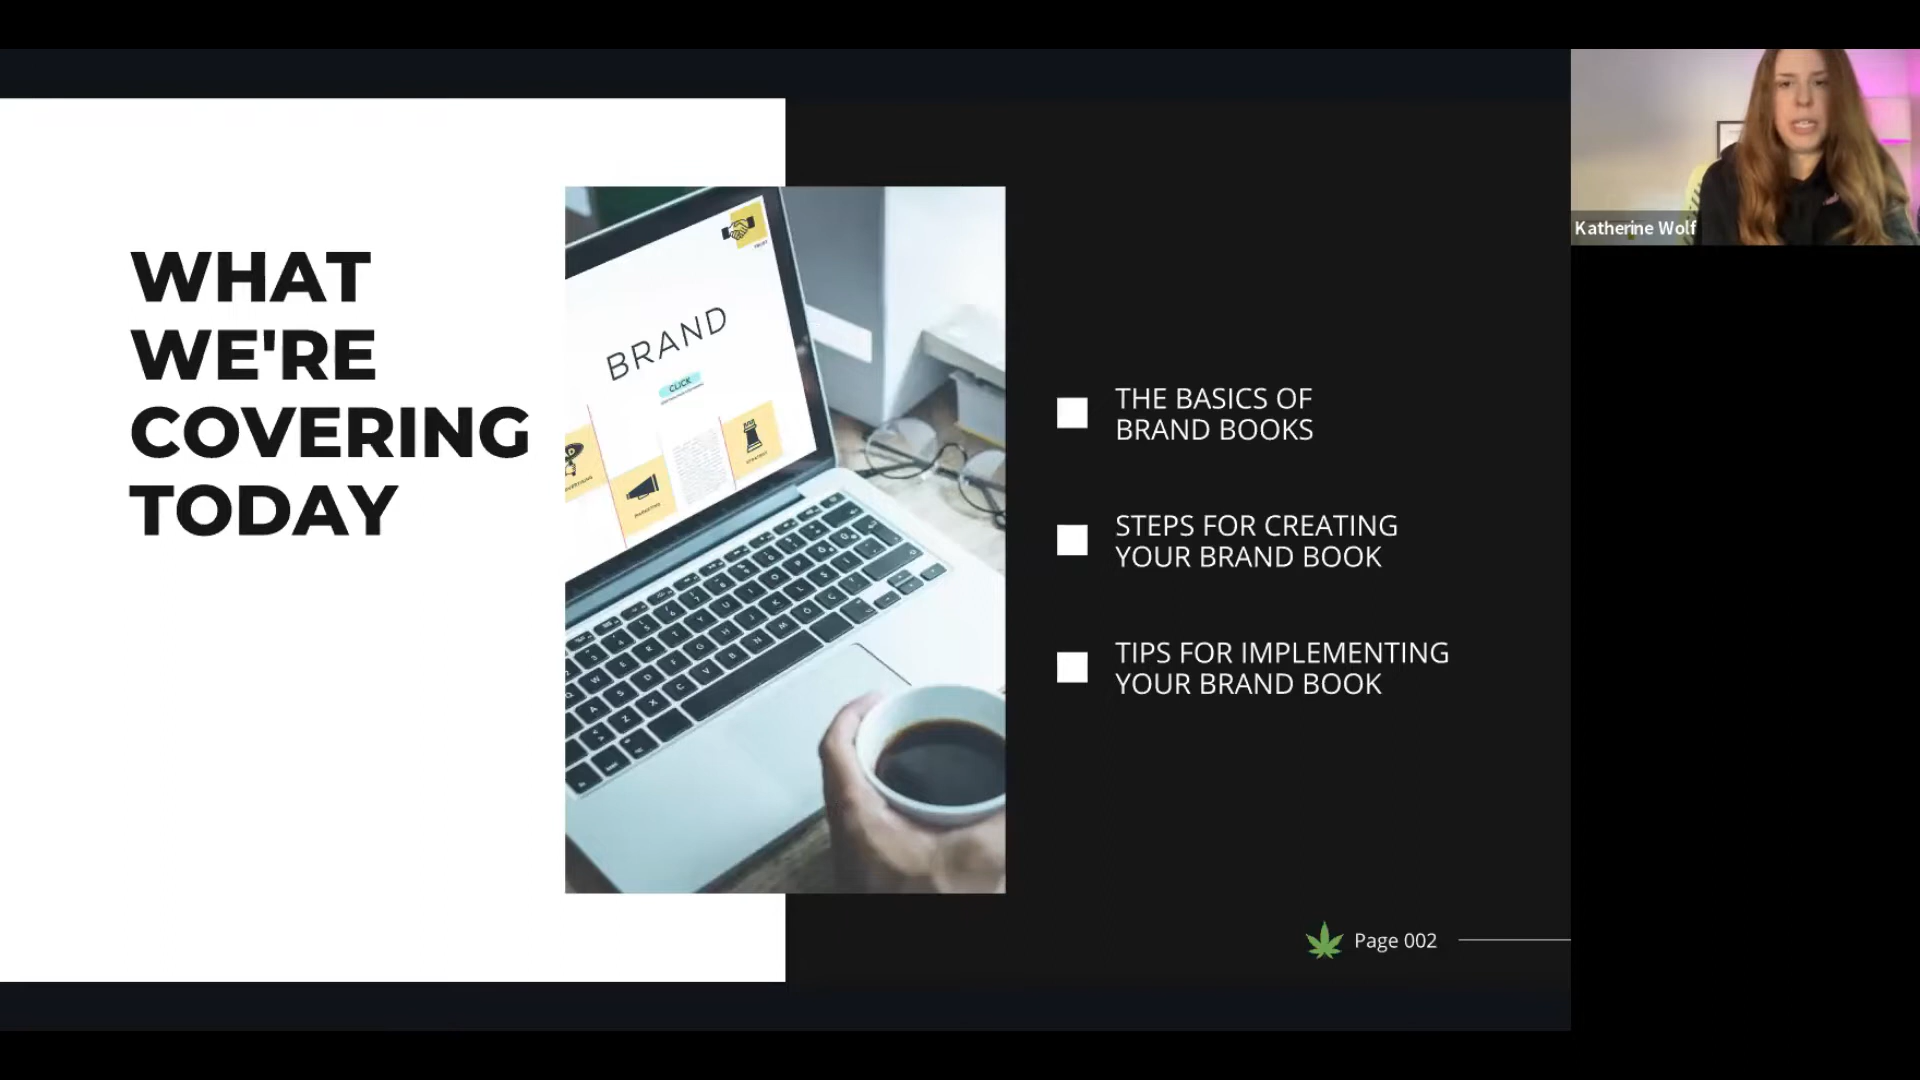 WHAT
WE'RE
COVERING
TODAY
BRAND
CLICK
THE BASICS OF
BRAND BOOKS
STEPS FOR CREATING
YOUR BRAND BOOK
TIPS FOR IMPLEMENTING
YOUR BRAND BOOK
Page 002
Katherine Wolf